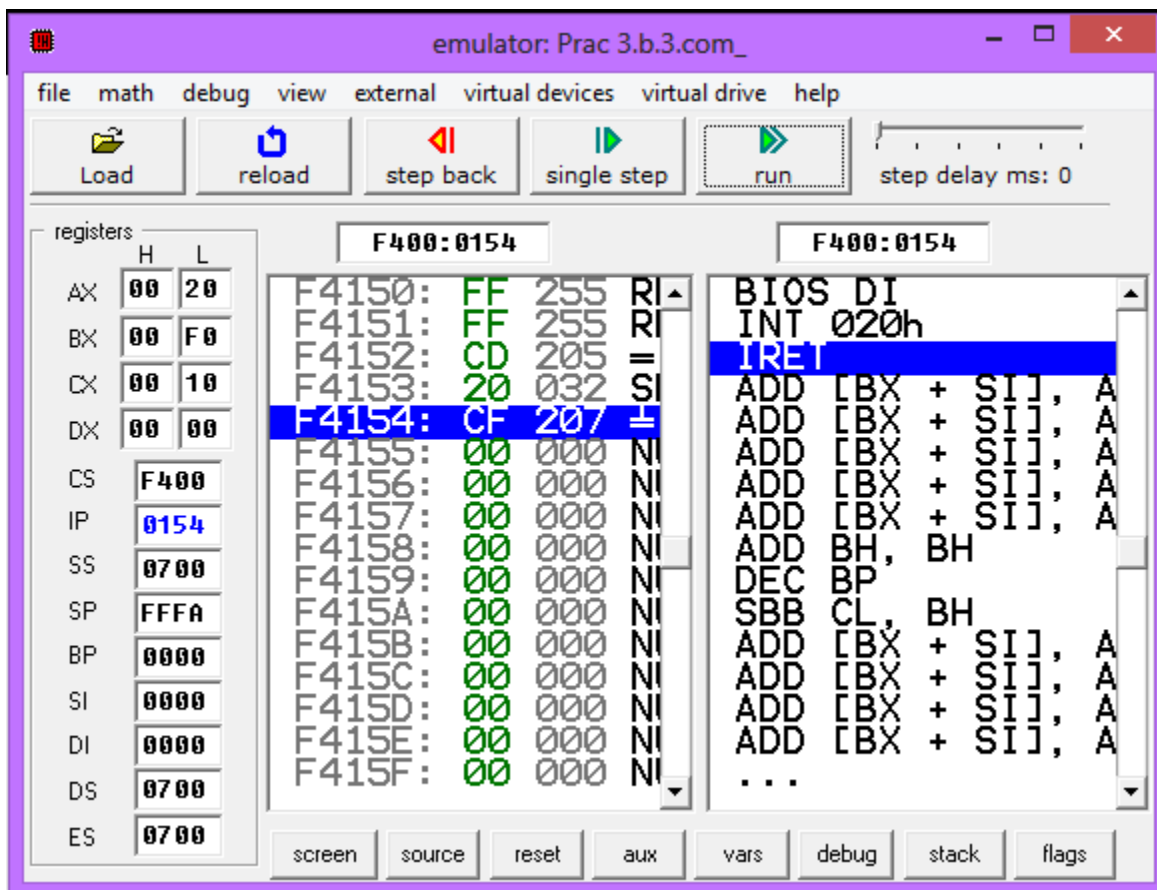 emulator: Prac 3.b.3.com_
file math debug view external virtual devices virtual drive help
Load reload step back single step run step delay ms: 0
registers
H L
F400:0154 F400:0154
AX 00 20
BX 00 F0
CX 00 10
DX 00 00
CS F400
IP 0154
SS 0700
SP FFFA
BP 0000
SI 0000
DI 0000
DS 0700
ES 0700
F4150: FF 255
F4151: FF 255
F4152: CD 205 =
F4153: 20 032
F4154: CF 207 ╧
F4155: 00 000
F4156: 00 000
F4157: 00 000
F4158: 00 000
F4159: 00 000
F415A: 00 000
F415B: 00 000
F415C: 00 000
F415D: 00 000
F415E: 00 000
F415F: 00 000
BIOS DI
INT 020h
IRET
ADD [BX + SI], A
ADD [BX + SI], A
ADD [BX + SI], A
ADD [BX + SI], A
ADD [BX + SI], A
ADD BH, BH
DEC BP
SBB CL, BH
ADD [BX + SI], A
ADD [BX + SI], A
ADD [BX + SI], A
ADD [BX + SI], A
...
screen source reset aux vars debug stack flags